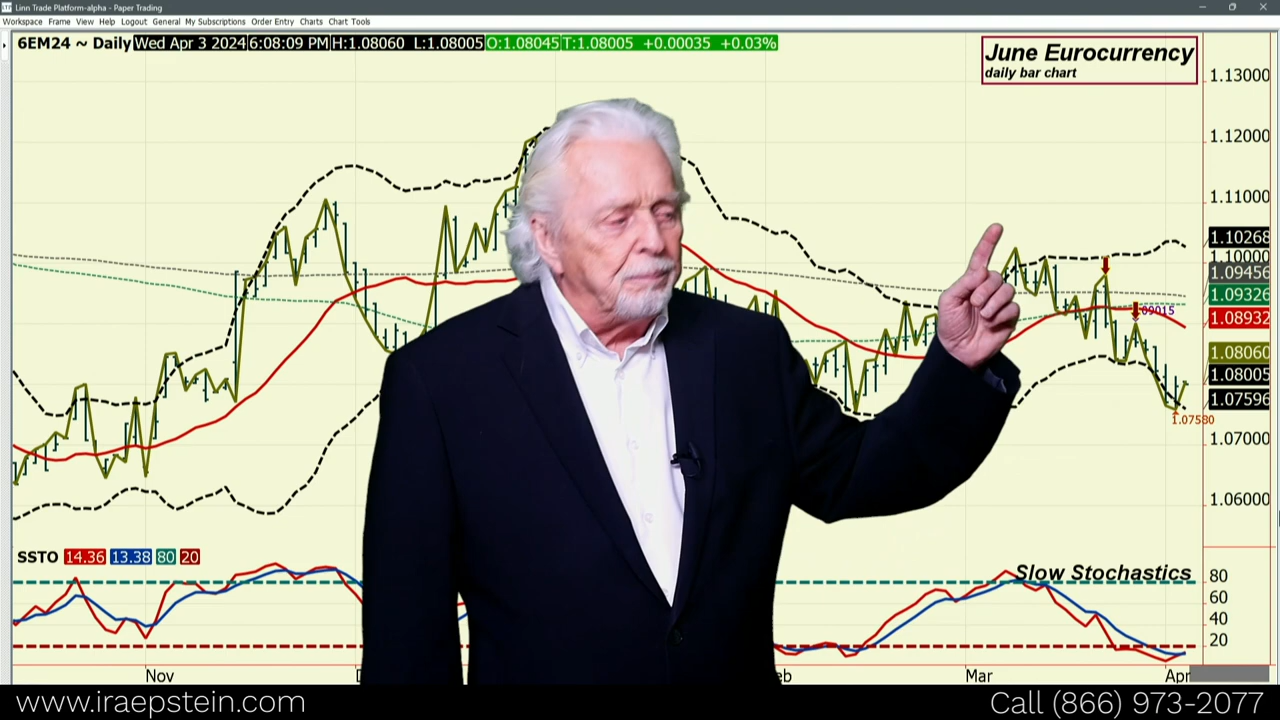 Linn Trade Platform-alpha - Paper Trading
Workspace Frame View Help Logout General My Subscriptions Order Entry Charts Chart Tools
6EM24 ~ Daily Wed Apr 3 2024 6:08:09 PM H:1.08060 L:1.08005 O:1.08045 T:1.08005 +0.00035 +0.03%
June Eurocurrency
daily bar chart
1.13000
1.12000
1.11000
1.10268
1.10000
1.09456
1.09326
09015
1.08932
1.08060
1.08005
1.07596
1.07580
1.07000
1.06000
SSTO 14.36 13.38 80 20
Slow Stochastics
80
60
40
20
Nov
Mar
Apr
www.iraepstein.com
Call (866) 973-2077